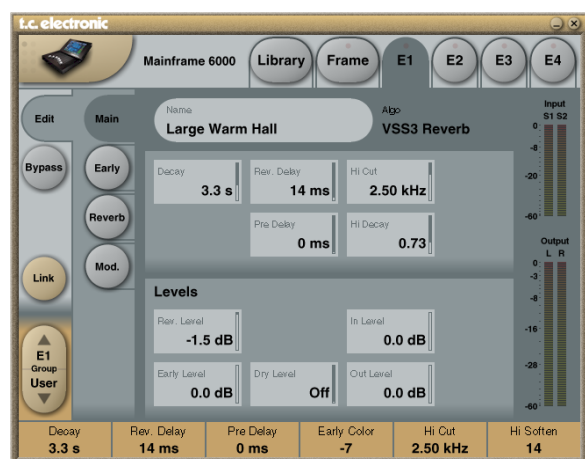 t.c. electronic
Mainframe 6000
Library
Frame
E1
E2
E3
E4
Edit
Main
Name
Large Warm Hall
Algo
VSS3 Reverb
Input
S1 S2
0
-8
-20
-60
Bypass
Early
Decay
3.3 s
Rev. Delay
14 ms
Hi Cut
2.50 kHz
Reverb
Pre Delay
0 ms
Hi Decay
0.73
Output
L R
0
-3
-8
-16
-28
-60
Link
Mod.
Levels
Rev. Level
-1.5 dB
In Level
0.0 dB
E1
Group
User
Early Level
0.0 dB
Dry Level
Off
Out Level
0.0 dB
Decay
3.3 s
Rev. Delay
14 ms
Pre Delay
0 ms
Early Color
-7
Hi Cut
2.50 kHz
Hi Soften
14